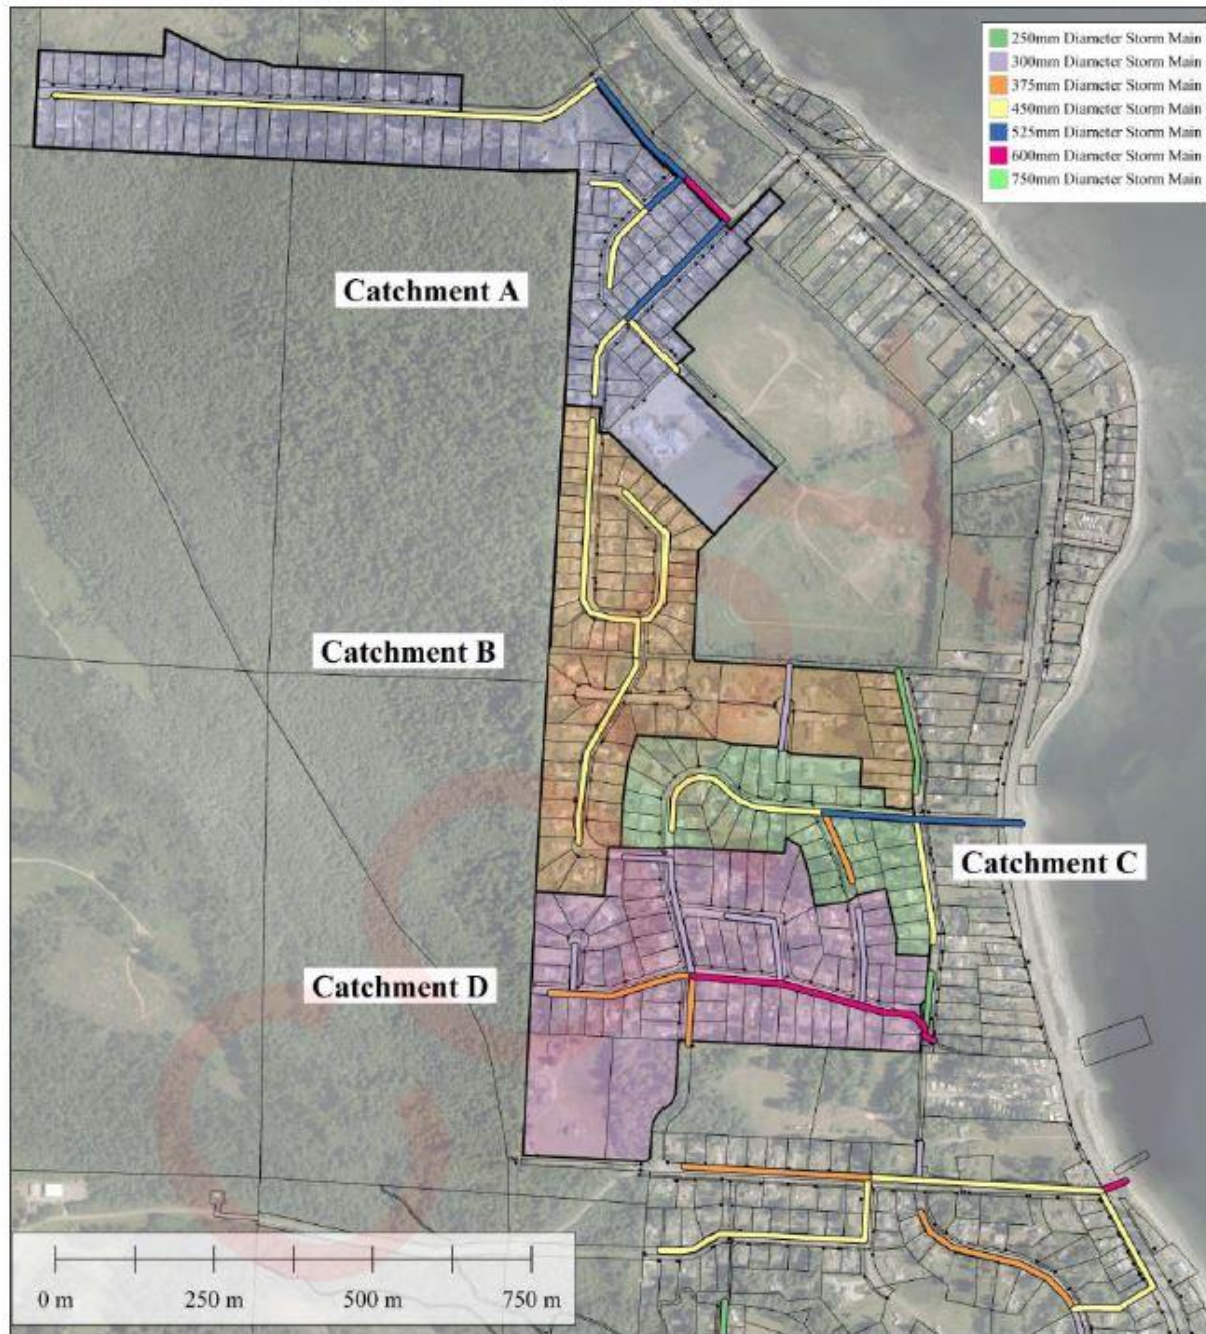 250mm Diameter Storm Main
300mm Diameter Storm Main
375mm Diameter Storm Main
450mm Diameter Storm Main
525mm Diameter Storm Main
600mm Diameter Storm Main
750mm Diameter Storm Main
Catchment A
Catchment B
Catchment C
Catchment D
0 m 250 m 500 m 750 m